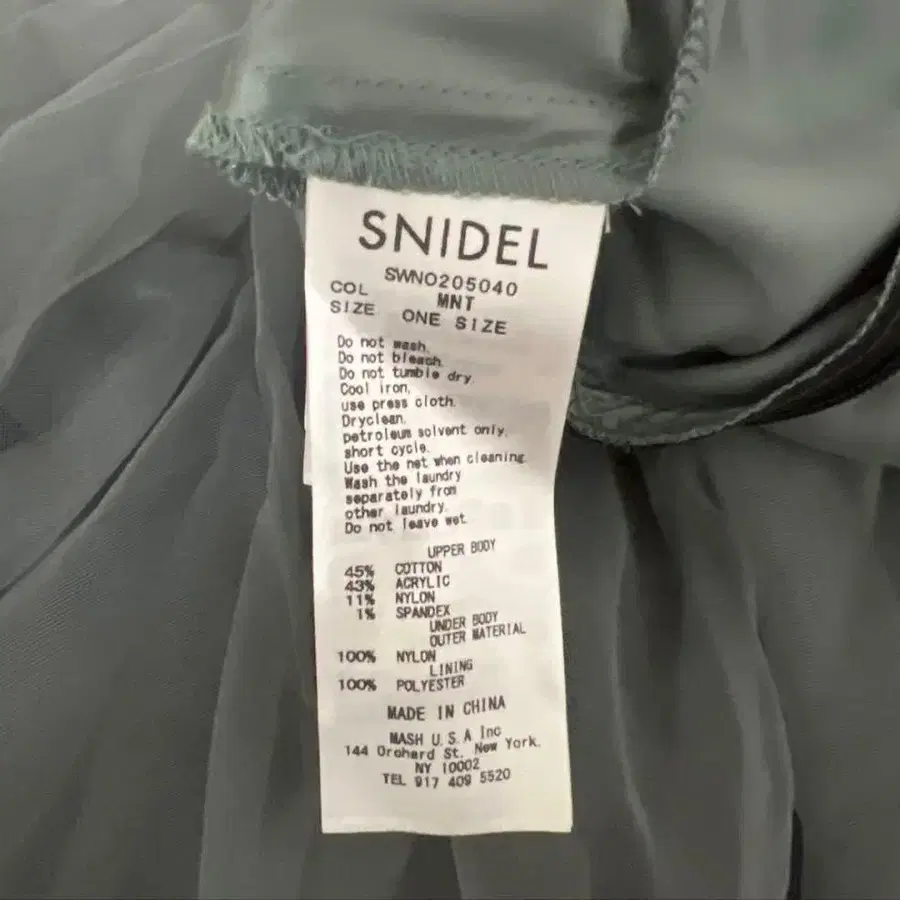 SNIDEL
SWNO205040
COL MNT
SIZE ONE SIZE
Do not wash.
Do not bleach.
Do not tumble dry.
Cool iron.
use press cloth.
Dryclean.
petroleum solvent only.
short cycle.
Use the net when cleaning.
Wash the laundry
separately from
other laundry.
Do not leave wet.
UPPER BODY
45% COTTON
43% ACRYLIC
11% NYLON
1% SPANDEX
UNDER BODY
OUTER MATERIAL
100% NYLON
LINING
100% POLYESTER
MADE IN CHINA
MASH U.S.A Inc
144 Orchard St. New York.
NY 10002
TEL 917 409 5520